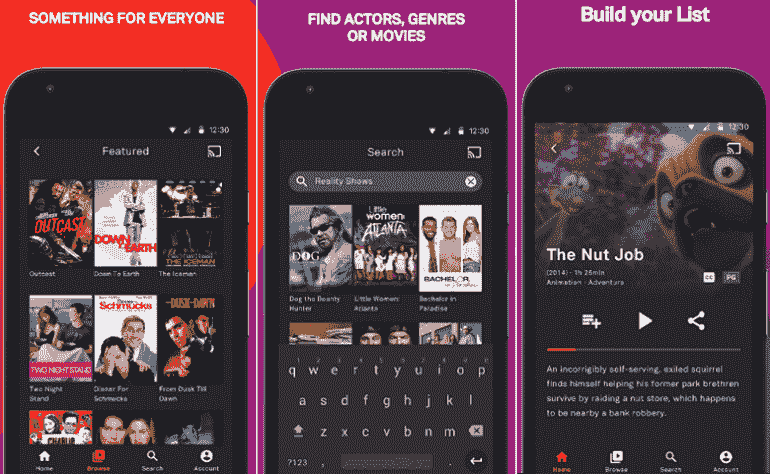 SOMETHING FOR EVERYONE
12:30
Featured
OUTCAST
DOWN TO EARTH
THE ICEMAN
Outcast
Down To Earth
The Iceman
TWO NIGHT STAND
Schmucks
FROM DUSK TILL DAWN
Two Night
Stand
Dinner For
Schmucks
From Dusk Till
Dawn
CHARLIE
Home
Browse
Search
Account
FIND ACTORS, GENRES
OR MOVIES
12:30
Search
Reality Shows
DOG
Little
women
ATLANTA
BACHELOR
Dog the Bounty
Hunter
Little Women:
Atlanta
Bachelor in
Paradise
q w e r t y u i o p
a s d f g h j k l
z x c v b n m
?123 , .
Build your List
12:30
The Nut Job
(2014) · 1h 26min
Animation · Adventure
CC PG
An incorrigibly self-serving, exiled squirrel
finds himself helping his former park brethren
survive by raiding a nut store, which happens
to be nearby a bank robbery.
Home
Browse
Search
Account